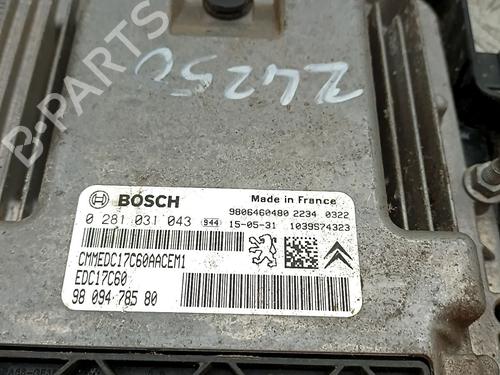 24250
BOSCH
Made in France
9806460480 2234 0322
0 281 031 043 944 15-05-31 1039S74323
CMMEDC17C60AACEM1
EDC17C60
98 094 785 80
B-PARTS